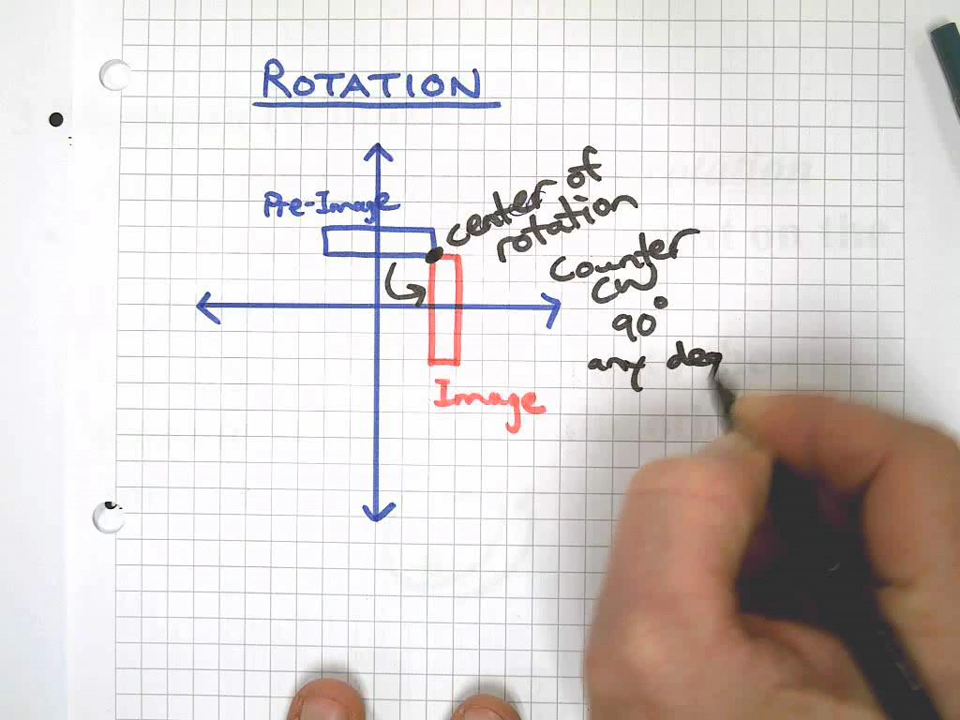 ROTATION
Pre-Image
center of
rotation
Counter
CW
90°
any deg
Image